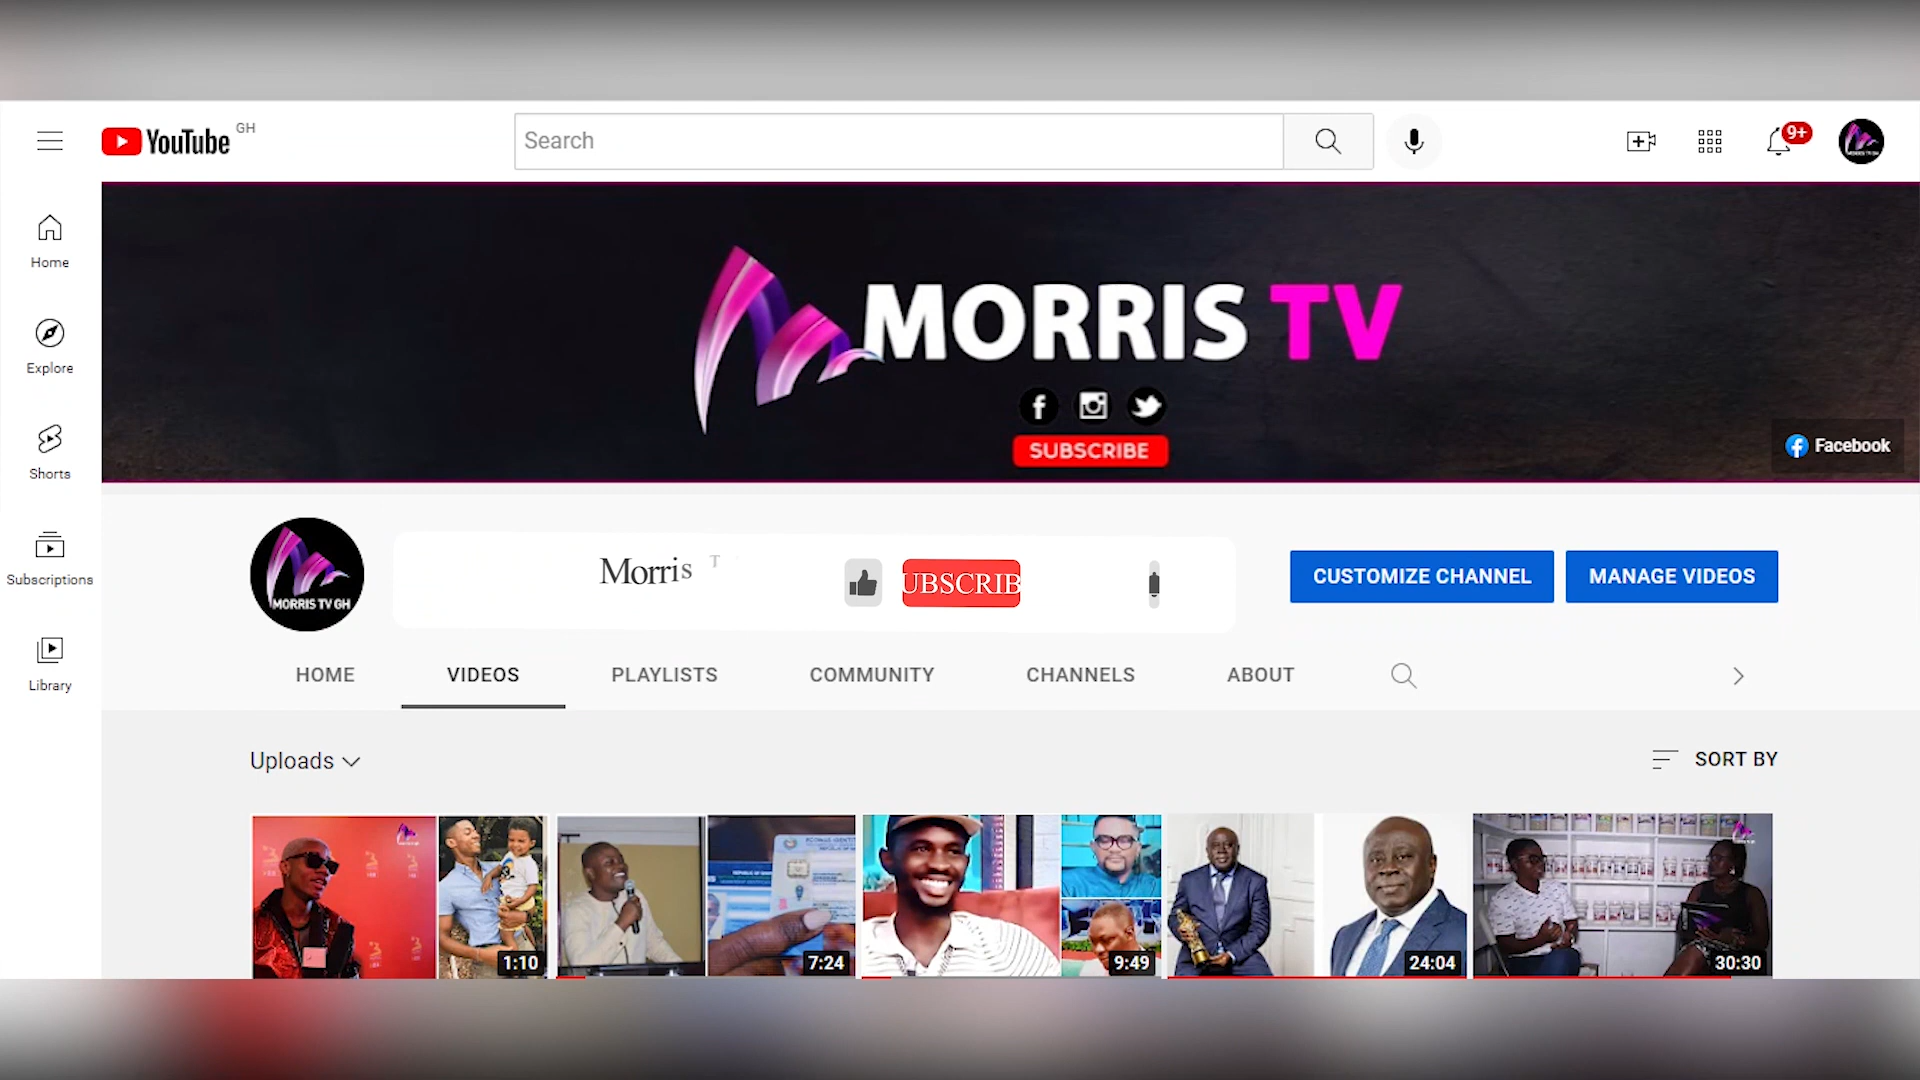 YouTube GH
Search
9+
Home
Explore
Shorts
Subscriptions
Library
MORRIS TV
SUBSCRIBE
Facebook
MORRIS TV GH
Morris T
UBSCRIB
CUSTOMIZE CHANNEL
MANAGE VIDEOS
HOME
VIDEOS
PLAYLISTS
COMMUNITY
CHANNELS
ABOUT
Uploads
SORT BY
1:10
7:24
9:49
24:04
30:30